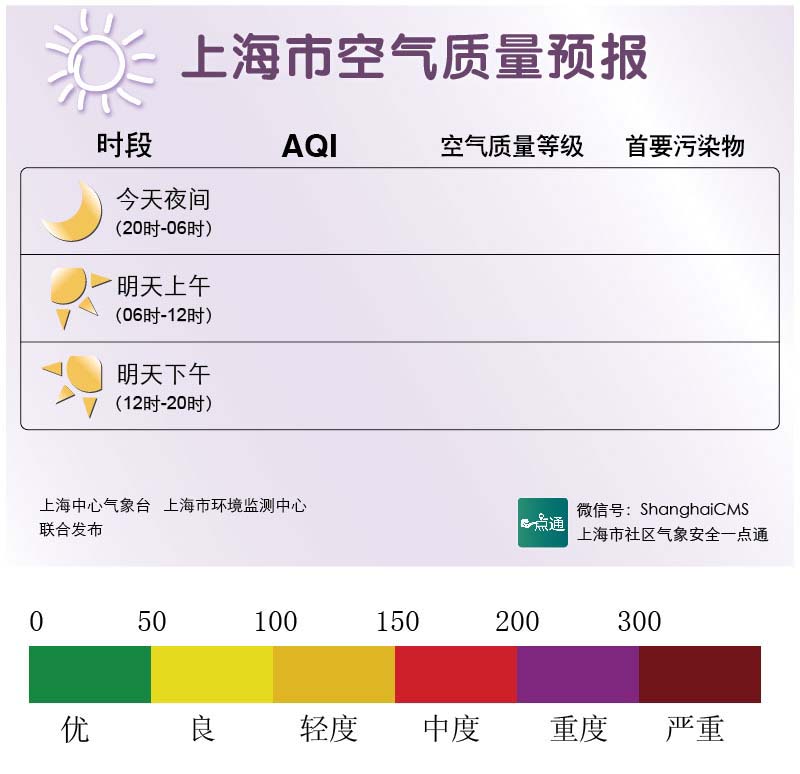 上海市空气质量预报
时段 AQI 空气质量等级 首要污染物
今天夜间
(20时-06时)
明天上午
(06时-12时)
明天下午
(12时-20时)
上海中心气象台 上海市环境监测中心
联合发布
点通
微信号：ShanghaiCMS
上海市社区气象安全一点通
0 50 100 150 200 300
优 良 轻度 中度 重度 严重